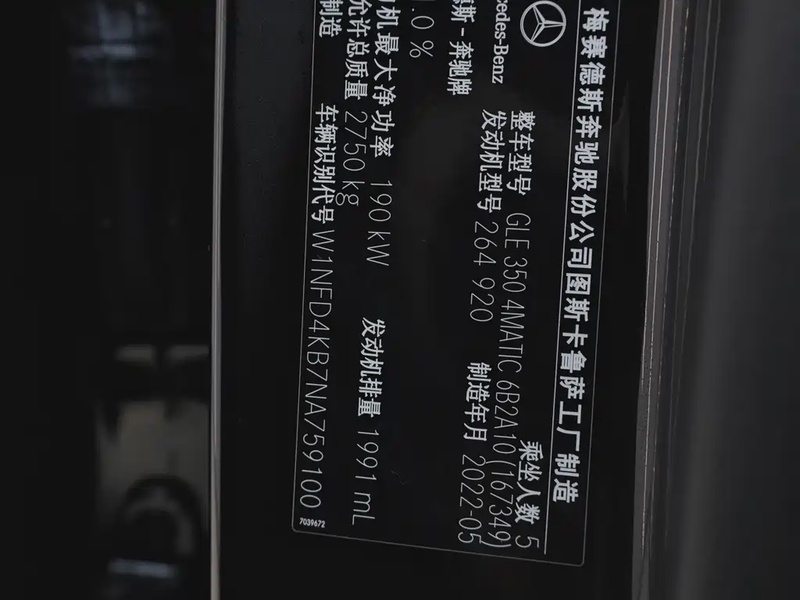 梅赛德斯奔驰股份公司图斯卡鲁萨工厂制造
乘坐人数 5
整车型号 GLE 350 4MATIC 6B2A10 (167349)
Mercedes-Benz
发动机型号 264 920 制造年月 2022-05
斯-奔驰牌
.0 %
机最大净功率 190 kW 发动机排量 1991 mL
允许总质量 2750 kg
制造 车辆识别代号 W1NFD4KB7NA759100
7039672